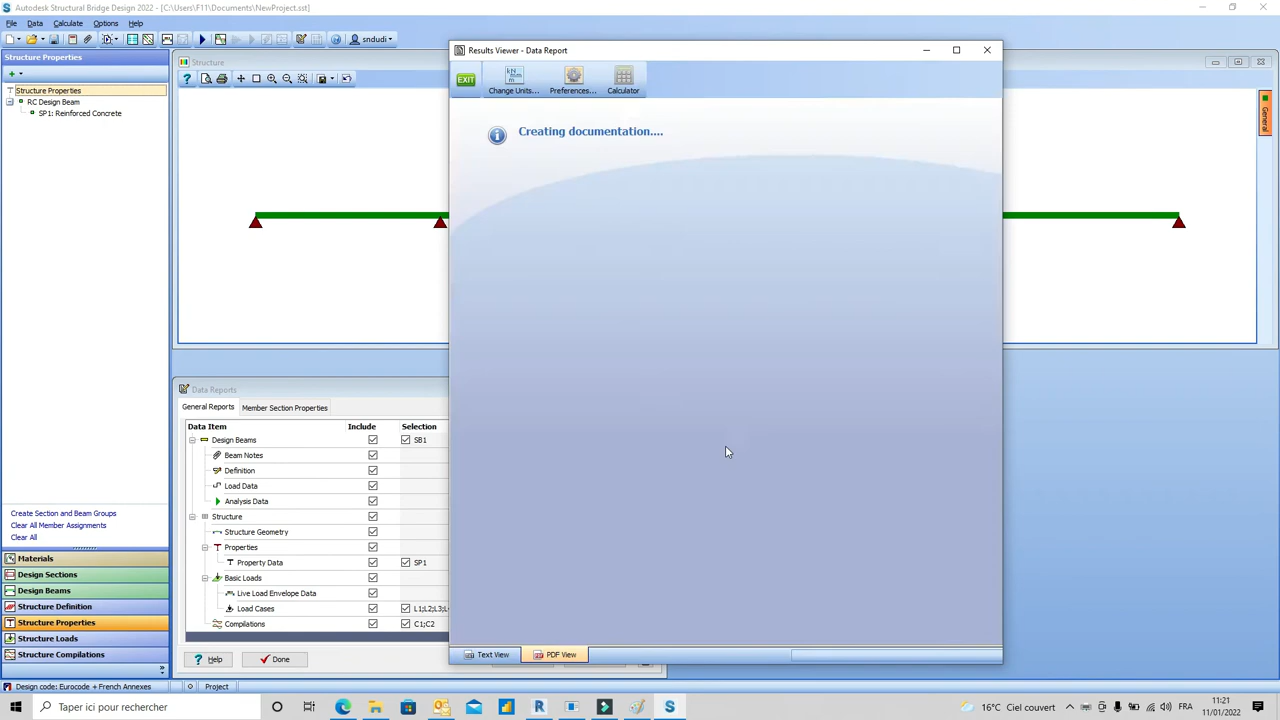 Autodesk Structural Bridge Design 2022 - [C:\Users\F11\Documents\NewProject.sst]
File Data Calculate Options Help
sndudi
Structure Properties
Structure Properties
RC Design Beam
SP1: Reinforced Concrete
Create Section and Beam Groups
Clear All Member Assignments
Clear All
Materials
Design Sections
Design Beams
Structure Definition
Structure Properties
Structure Loads
Structure Compilations
Structure
General
Data Reports
General Reports Member Section Properties
Data Item Include Selection
Design Beams SB1
Beam Notes
Definition
Load Data
Analysis Data
Structure
Structure Geometry
Properties
Property Data SP1
Basic Loads
Live Load Envelope Data
Load Cases L1;L2;L3;L
Compilations C1;C2
Help Done
Results Viewer - Data Report
EXIT
kN mm
m
Change Units... Preferences... Calculator
Creating documentation....
Text View PDF View
Design code: Eurocode + French Annexes Project
Taper ici pour rechercher
16°C Ciel couvert
FRA
11:21
11/01/2022